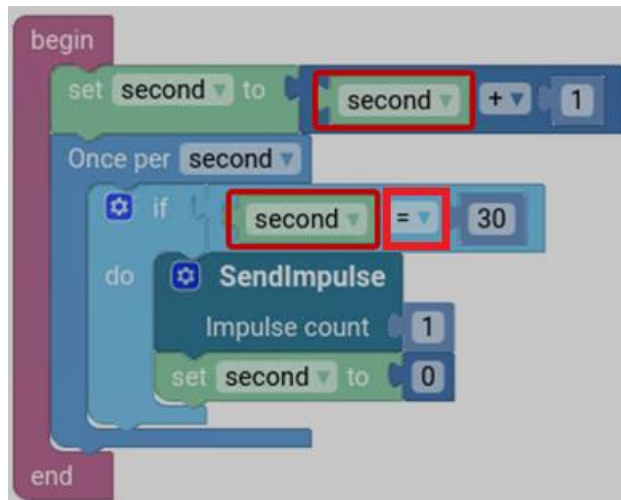 begin
set second to second + 1
Once per second
if second = 30
do SendImpulse
Impulse count 1
set second to 0
end